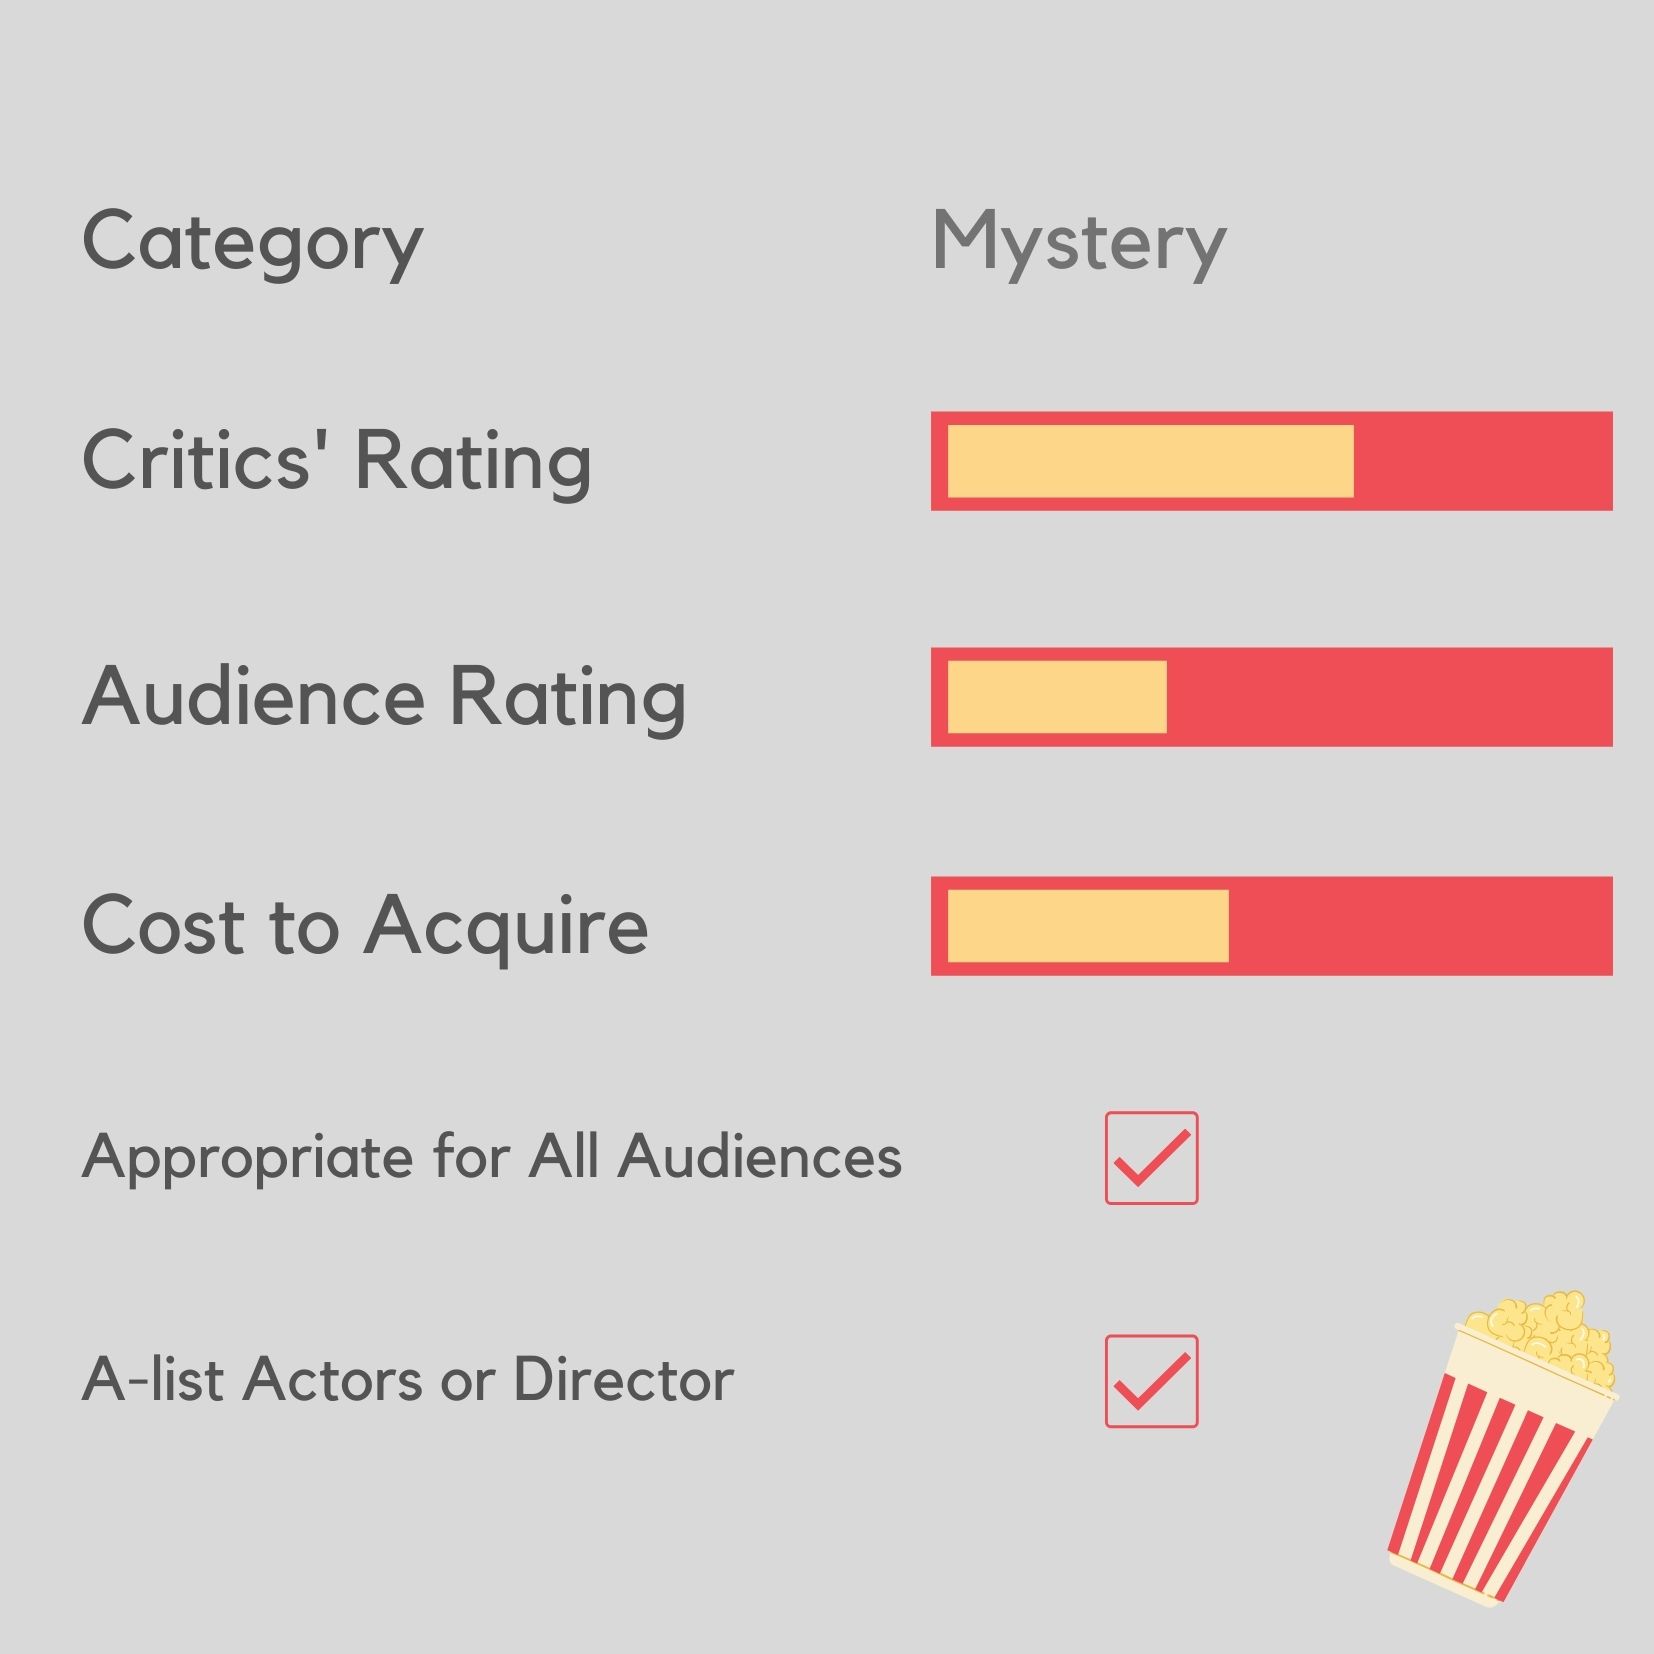 Category Mystery
Critics' Rating
Audience Rating
Cost to Acquire
Appropriate for All Audiences
A-list Actors or Director